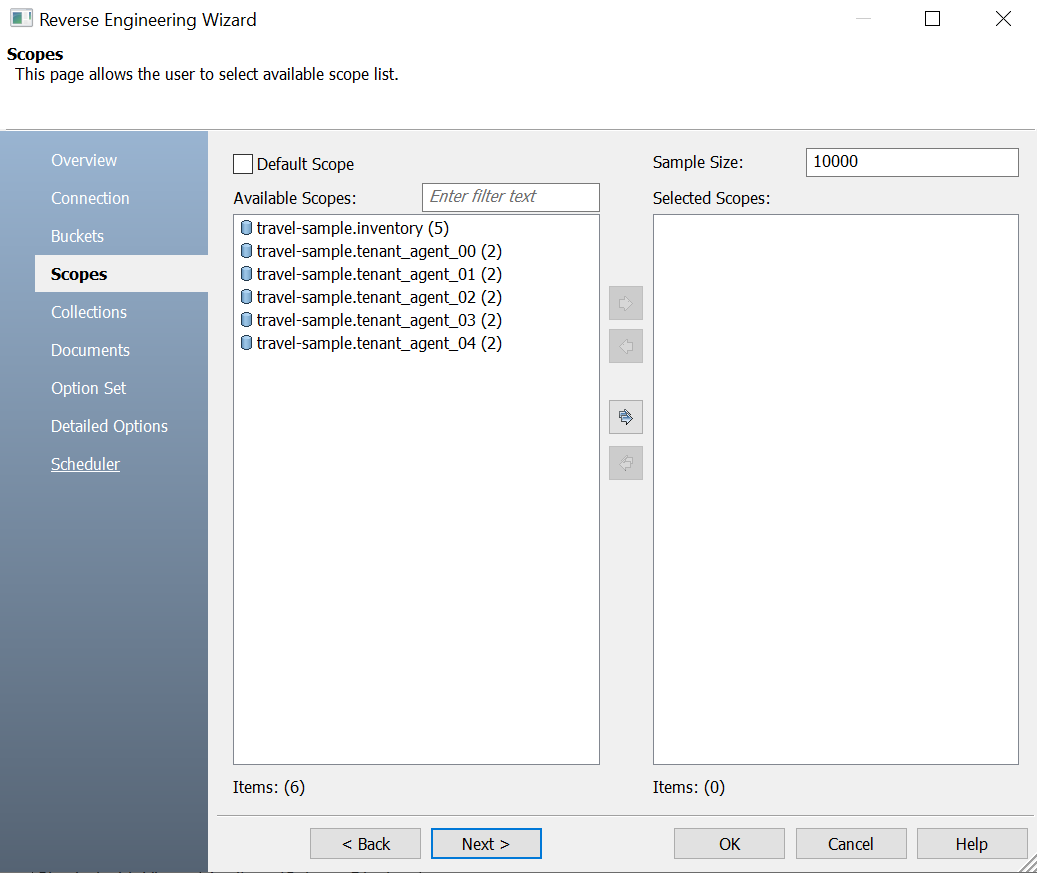 Reverse Engineering Wizard
Scopes
This page allows the user to select available scope list.
Overview
Connection
Buckets
Scopes
Collections
Documents
Option Set
Detailed Options
Scheduler
Default Scope
Available Scopes:
Enter filter text
travel-sample.inventory (5)
travel-sample.tenant_agent_00 (2)
travel-sample.tenant_agent_01 (2)
travel-sample.tenant_agent_02 (2)
travel-sample.tenant_agent_03 (2)
travel-sample.tenant_agent_04 (2)
Items: (6)
Sample Size:
10000
Selected Scopes:
Items: (0)
< Back
Next >
OK
Cancel
Help